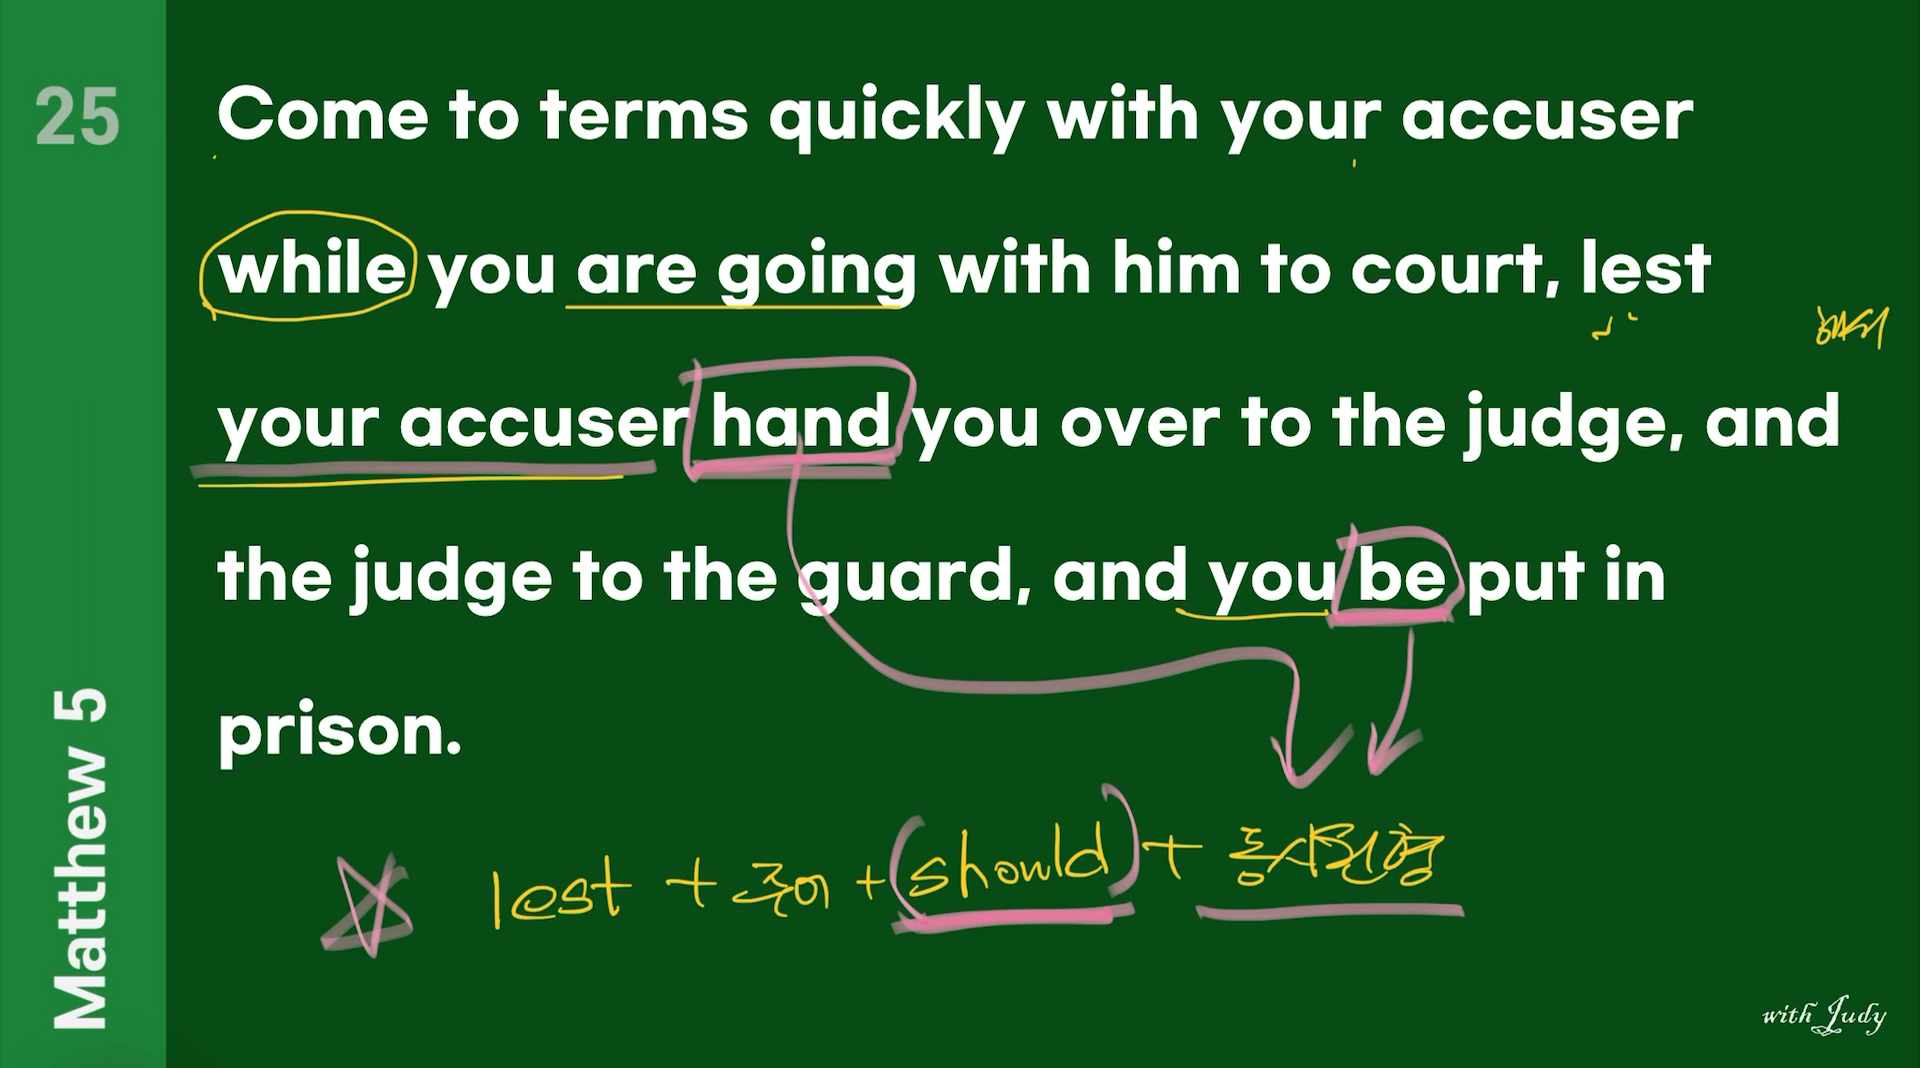 25
Come to terms quickly with your accuser
while you are going with him to court, lest
your accuser hand you over to the judge, and
the judge to the guard, and you be put in
prison.
lest + 주어 + (should) + 동사원형
Matthew 5
with Judy